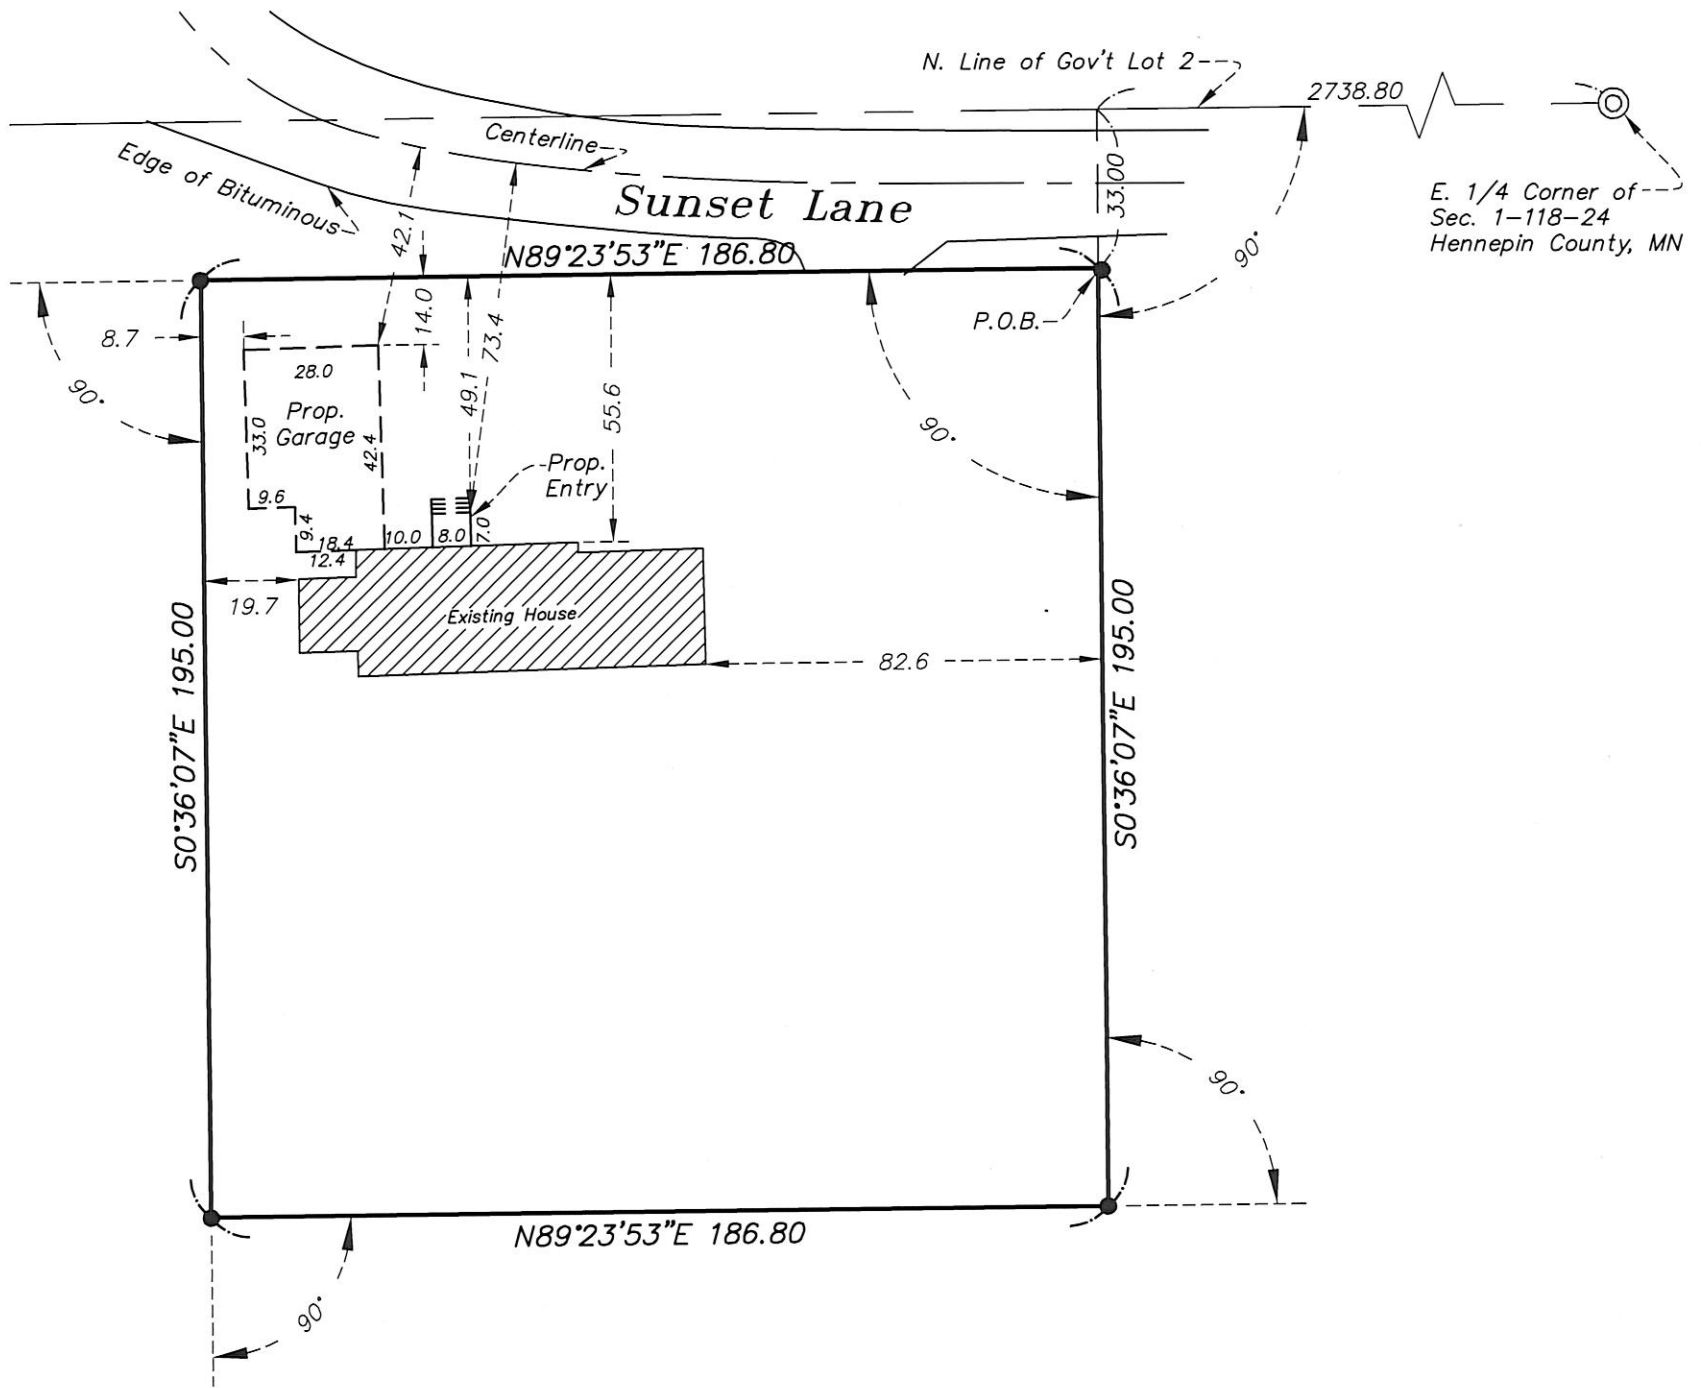 N. Line of Gov't Lot 2
2738.80
Centerline
Edge of Bituminous
Sunset Lane
33.00
E. 1/4 Corner of
Sec. 1-118-24
Hennepin County, MN
42.1
N89°23'53"E 186.80
90°
P.O.B.
8.7
14.0
73.4
49.1
55.6
28.0
90°
Prop.
Garage
33.0
42.4
90°
Prop.
Entry
9.6
9.4
18.4
10.0
8.0
7.0
12.4
19.7
Existing House
82.6
S0°36'07"E 195.00
S0°36'07"E 195.00
90°
N89°23'53"E 186.80
90°